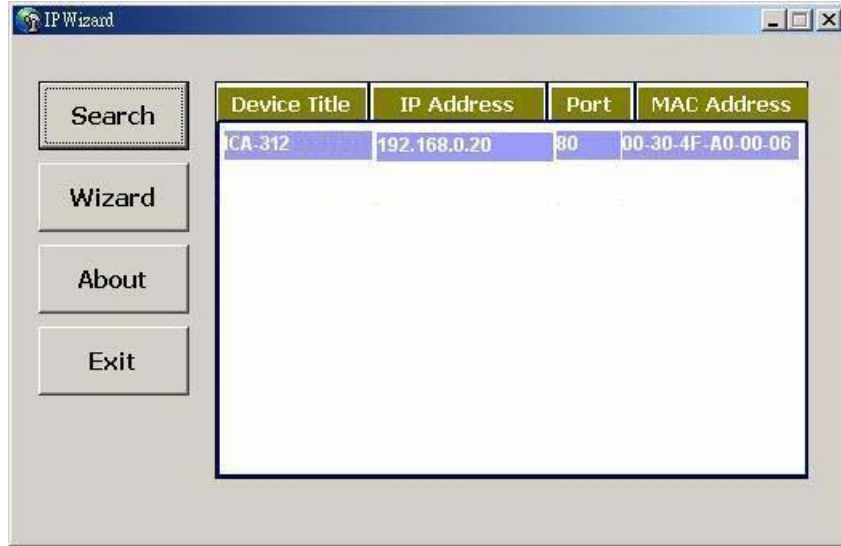 IP Wizard
Search
Wizard
About
Exit
Device Title IP Address Port MAC Address
ICA-312 192.168.0.20 80 00-30-4F-A0-00-06